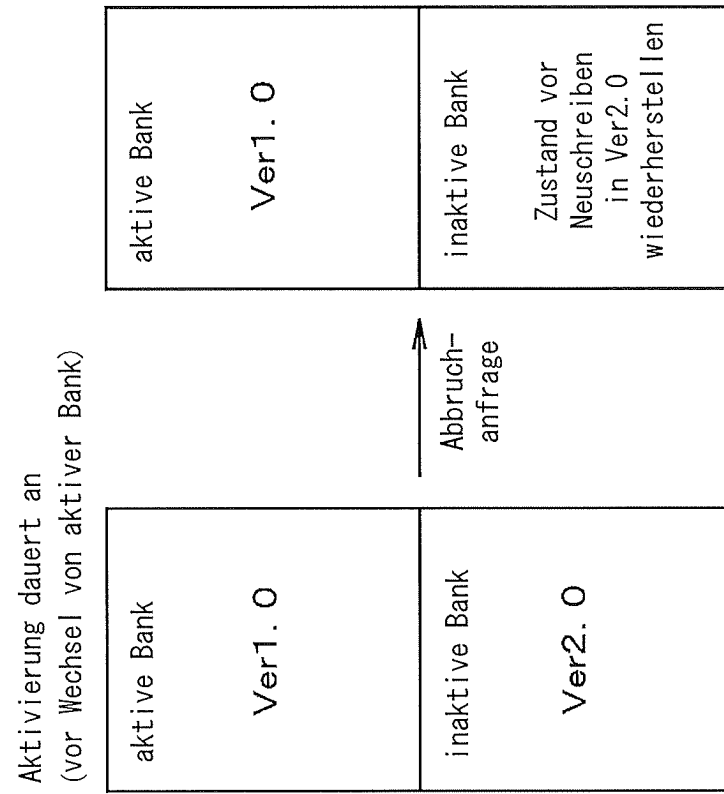 Aktivierung dauert an
(vor Wechsel von aktiver Bank)
aktive Bank
Ver1. 0
inaktive Bank
Ver2. 0
Abbruch-
anfrage
aktive Bank
Ver1. 0
inaktive Bank
Zustand vor
Neuschreiben
in Ver2.0
wiederherstellen